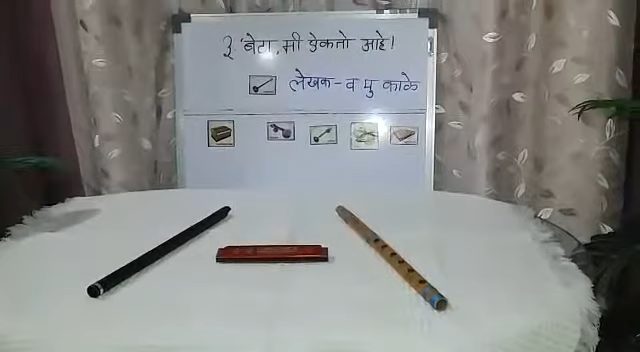 ३ 'बेटा, मी ऐकतो आहे।
लेखक - व पु काळे